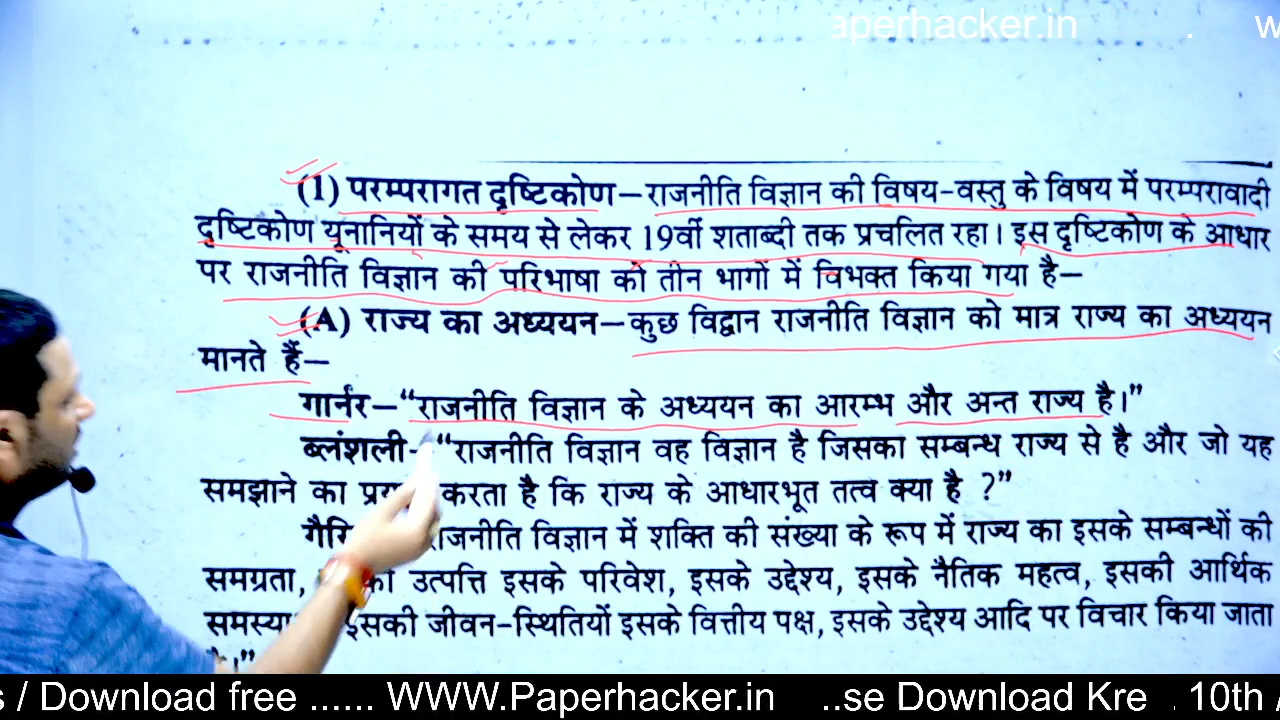 aperhacker.in . w
(1) परम्परागत दृष्टिकोण–राजनीति विज्ञान की विषय-वस्तु के विषय में परम्परावादी
दृष्टिकोण यूनानियों के समय से लेकर 19वीं शताब्दी तक प्रचलित रहा। इस दृष्टिकोण के आधार
पर राजनीति विज्ञान की परिभाषा को तीन भागों में विभक्त किया गया है–
(A) राज्य का अध्ययन–कुछ विद्वान राजनीति विज्ञान को मात्र राज्य का अध्ययन
मानते हैं–
गार्नर–“राजनीति विज्ञान के अध्ययन का आरम्भ और अन्त राज्य है।”
ब्लंशली-“राजनीति विज्ञान वह विज्ञान है जिसका सम्बन्ध राज्य से है और जो यह
समझाने का करता है कि राज्य के आधारभूत तत्व क्या है ?”
विज्ञान में शक्ति की संख्या के रूप में राज्य का इसके सम्बन्धों की
समग्रता, उत्पत्ति इसके परिवेश, इसके उद्देश्य, इसके नैतिक महत्व, इसकी आर्थिक
इसकी जीवन-स्थितियों इसके वित्तीय पक्ष, इसके उद्देश्य आदि पर विचार किया जाता
s / Download free ...... WWW.Paperhacker.in ..se Download Kre . 10th